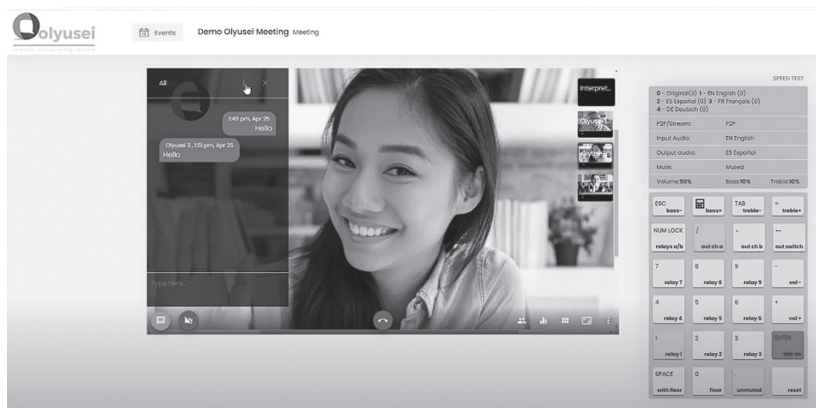 olyusei
Events
Demo Olyusei Meeting Meeting
SPEED TEST
All
1:49 pm, Apr 25
Hello
Olyusei 3 , 1:51 pm, Apr 25
Hello
Type here...
Interpret...
0 - Original(3) 1 - EN English (0)
2 - ES Español (0) 3 - FR Français (0)
4 - DE Deutsch (0)
P2P/Stream: P2P
Input Audio: EN English
Output audio: ES Español
Mute: Muted
Volume:50% Bass:10% Treble:10%
ESC TAB =
bass- bass+ treble- treble+
NUM LOCK /
relays a/b out ch a out ch b out switch
7 8 9 -
relay 7 relay 8 relay 9 vol-
4 5 6 +
relay 4 relay 5 relay 6 vol+
1 2 3 ENTER
relay 1 relay 2 relay 3
SPACE 0 .
with floor floor unmuted reset